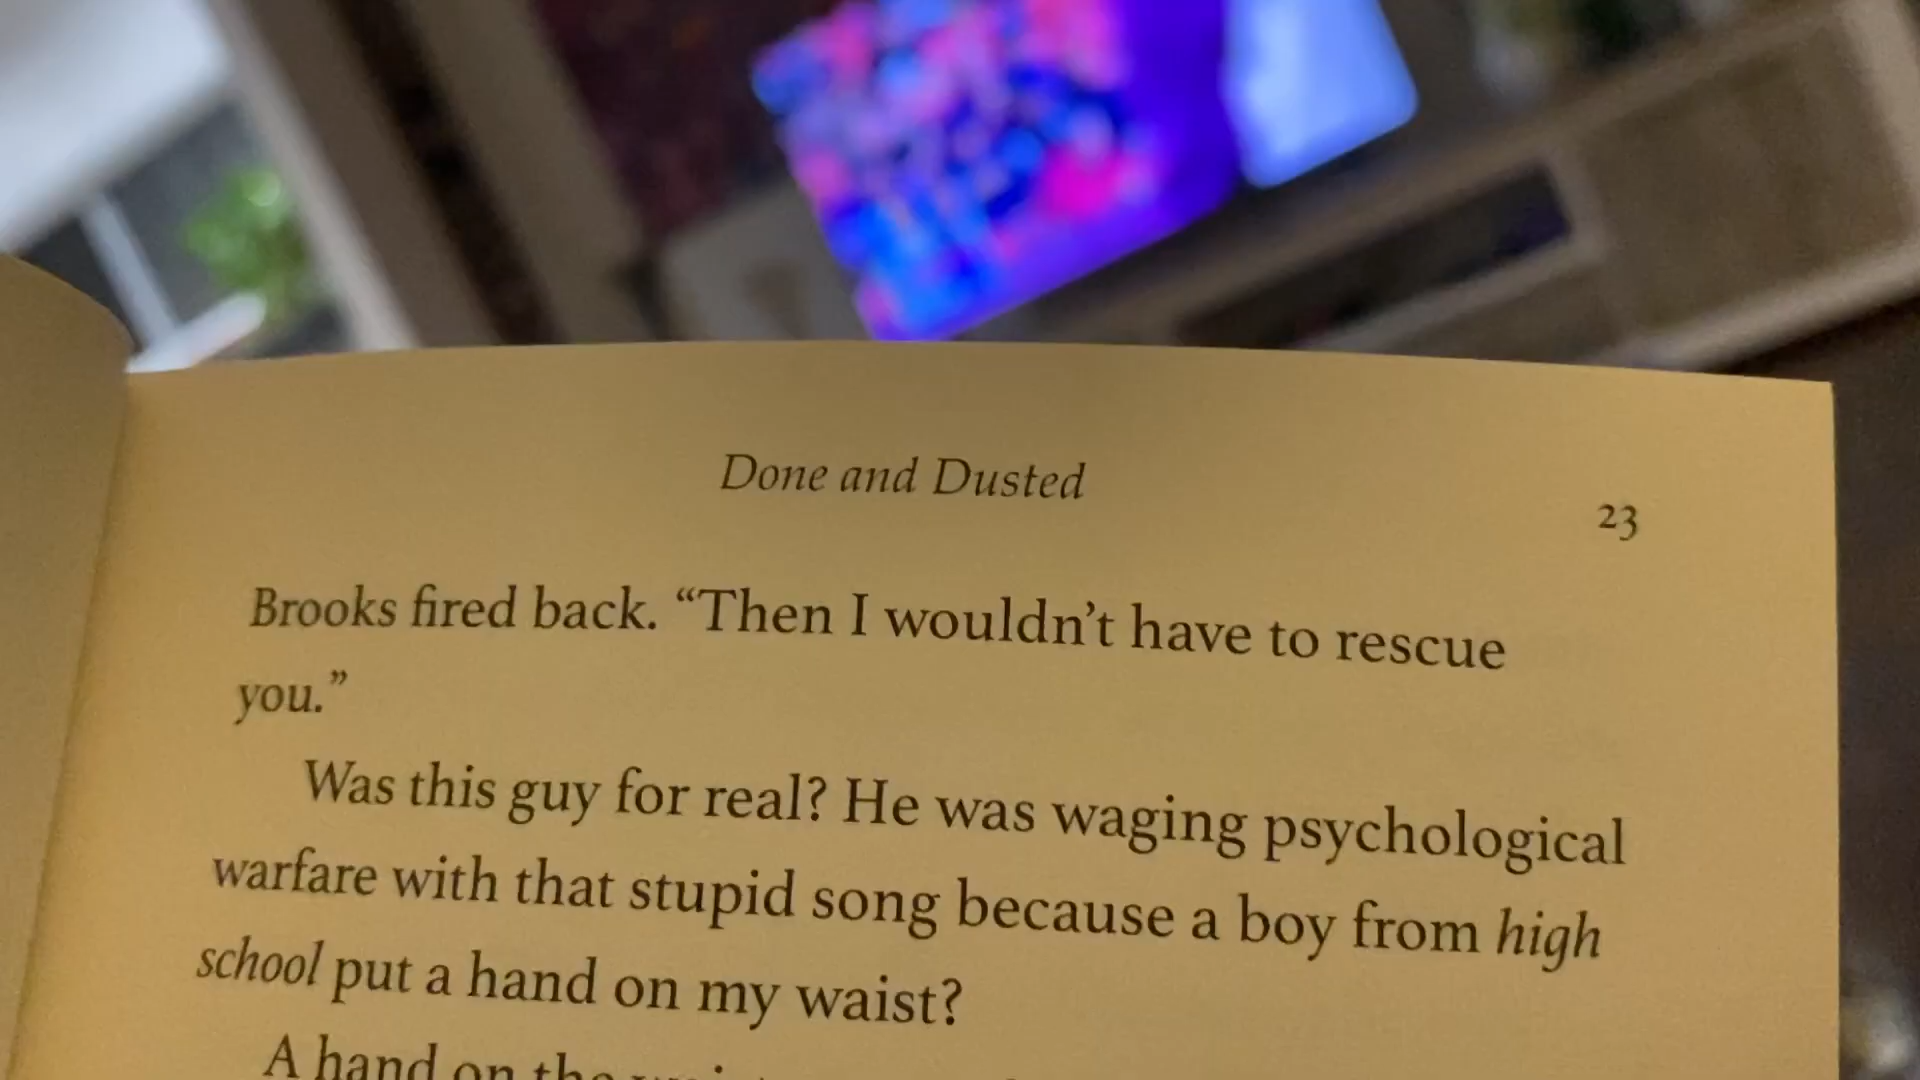 Done and Dusted
23
Brooks fired back. “Then I wouldn’t have to rescue
you.”
Was this guy for real? He was waging psychological
warfare with that stupid song because a boy from high
school put a hand on my waist?
A hand on the